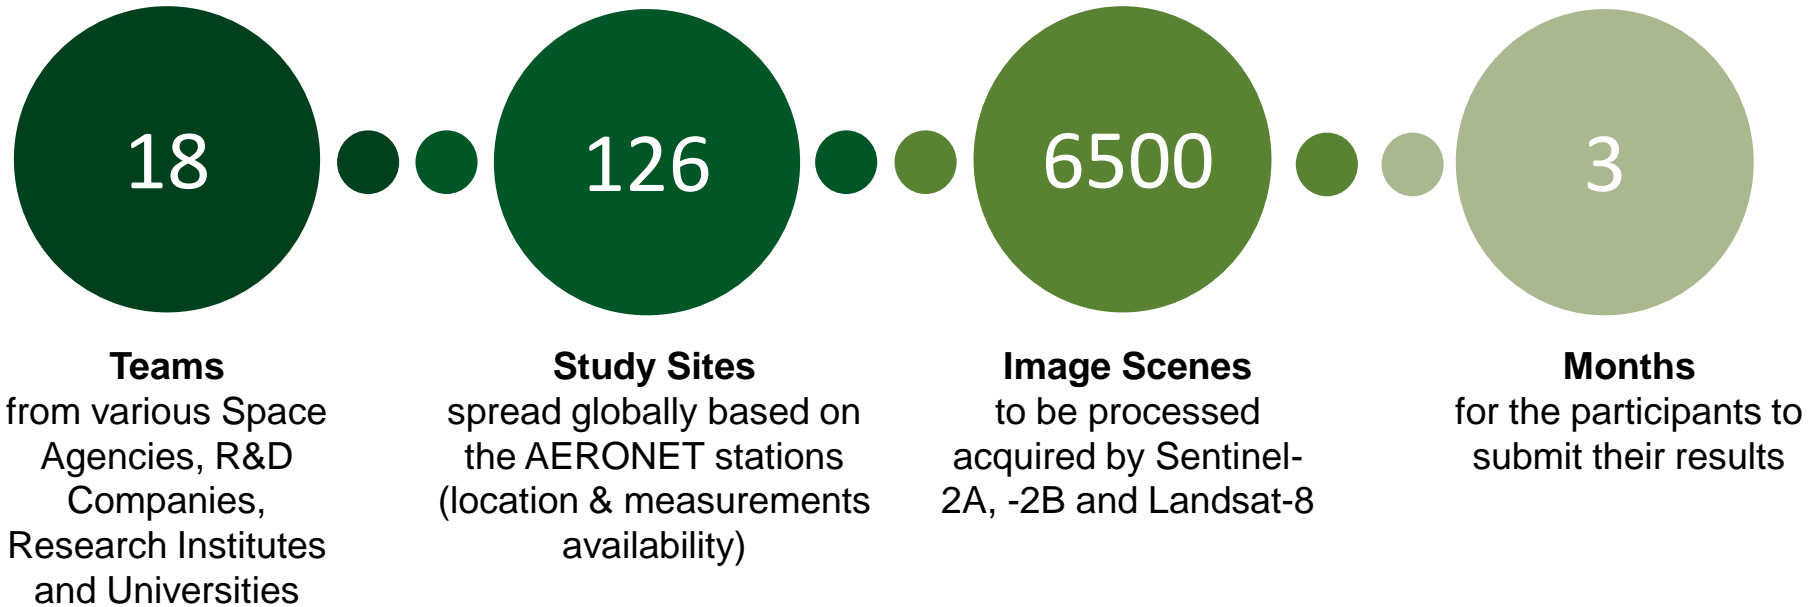 18
126
6500
3
Teams
from various Space
Agencies, R&D
Companies,
Research Institutes
and Universities
Study Sites
spread globally based on
the AERONET stations
(location & measurements
availability)
Image Scenes
to be processed
acquired by Sentinel-
2A, -2B and Landsat-8
Months
for the participants to
submit their results